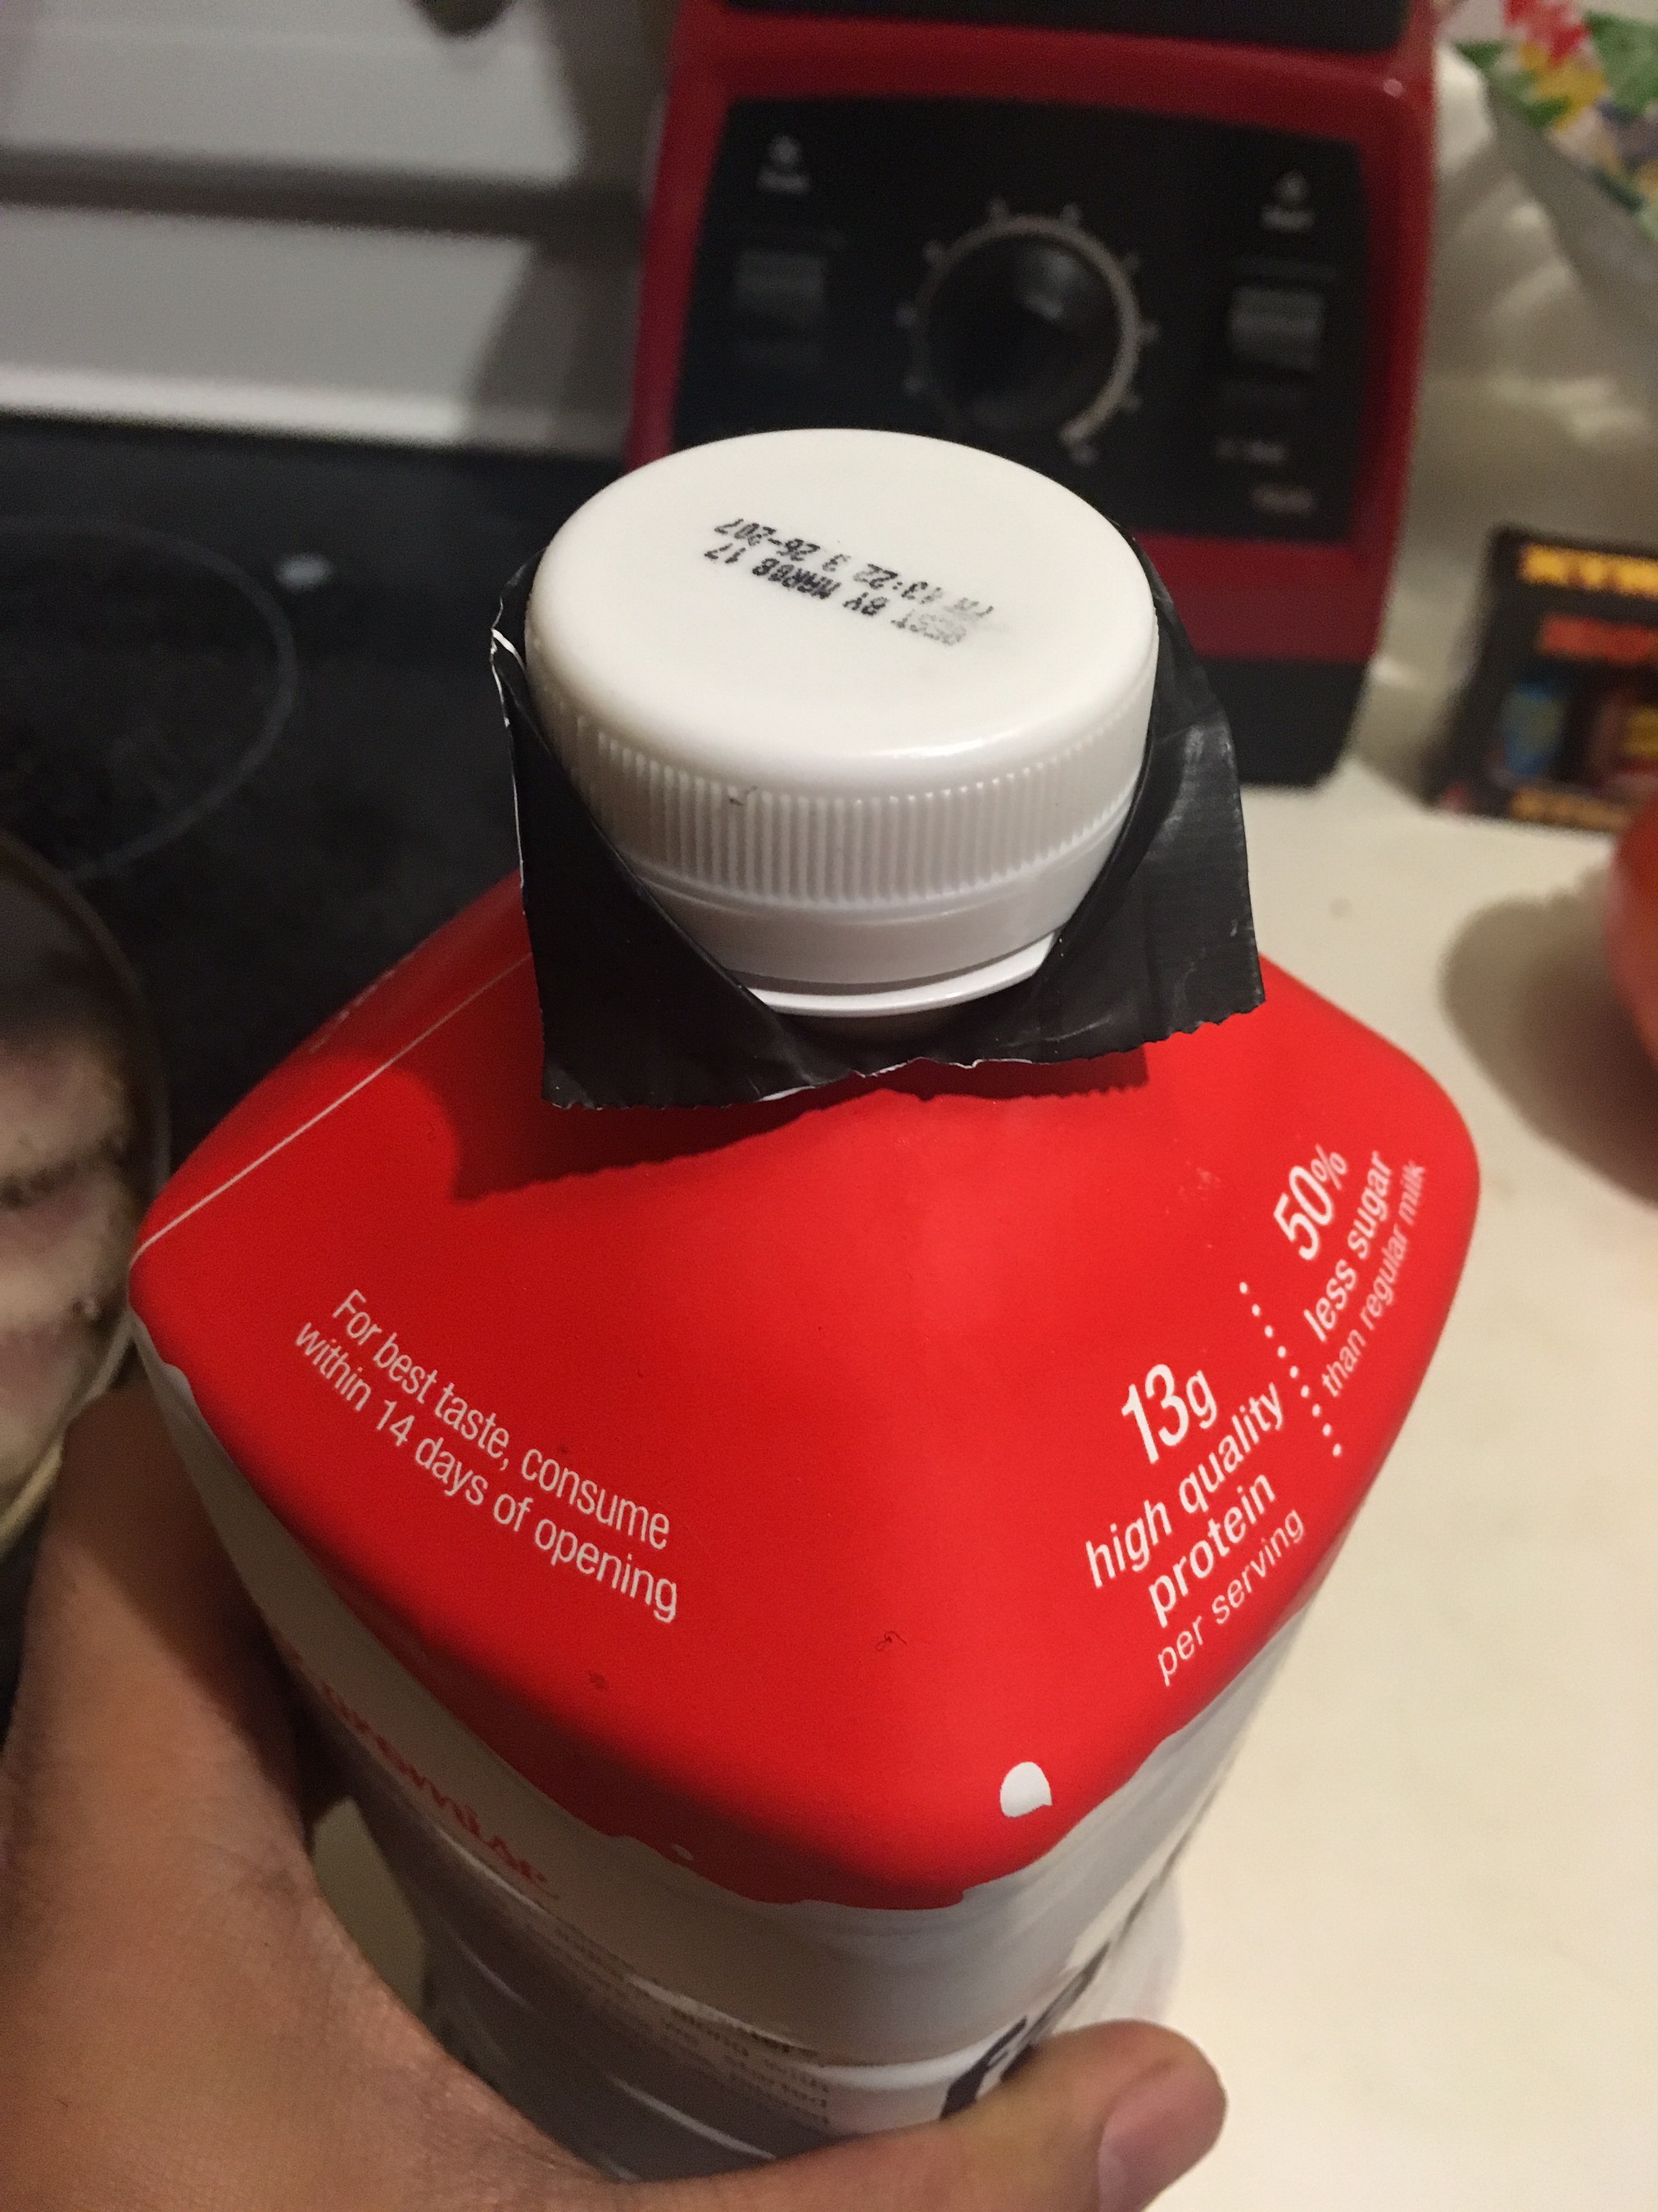 BEST BY MAR08 17
13:22 3 26-207
For best taste, consume
within 14 days of opening
50%
less sugar
than regular milk
13g
high quality
protein
per serving